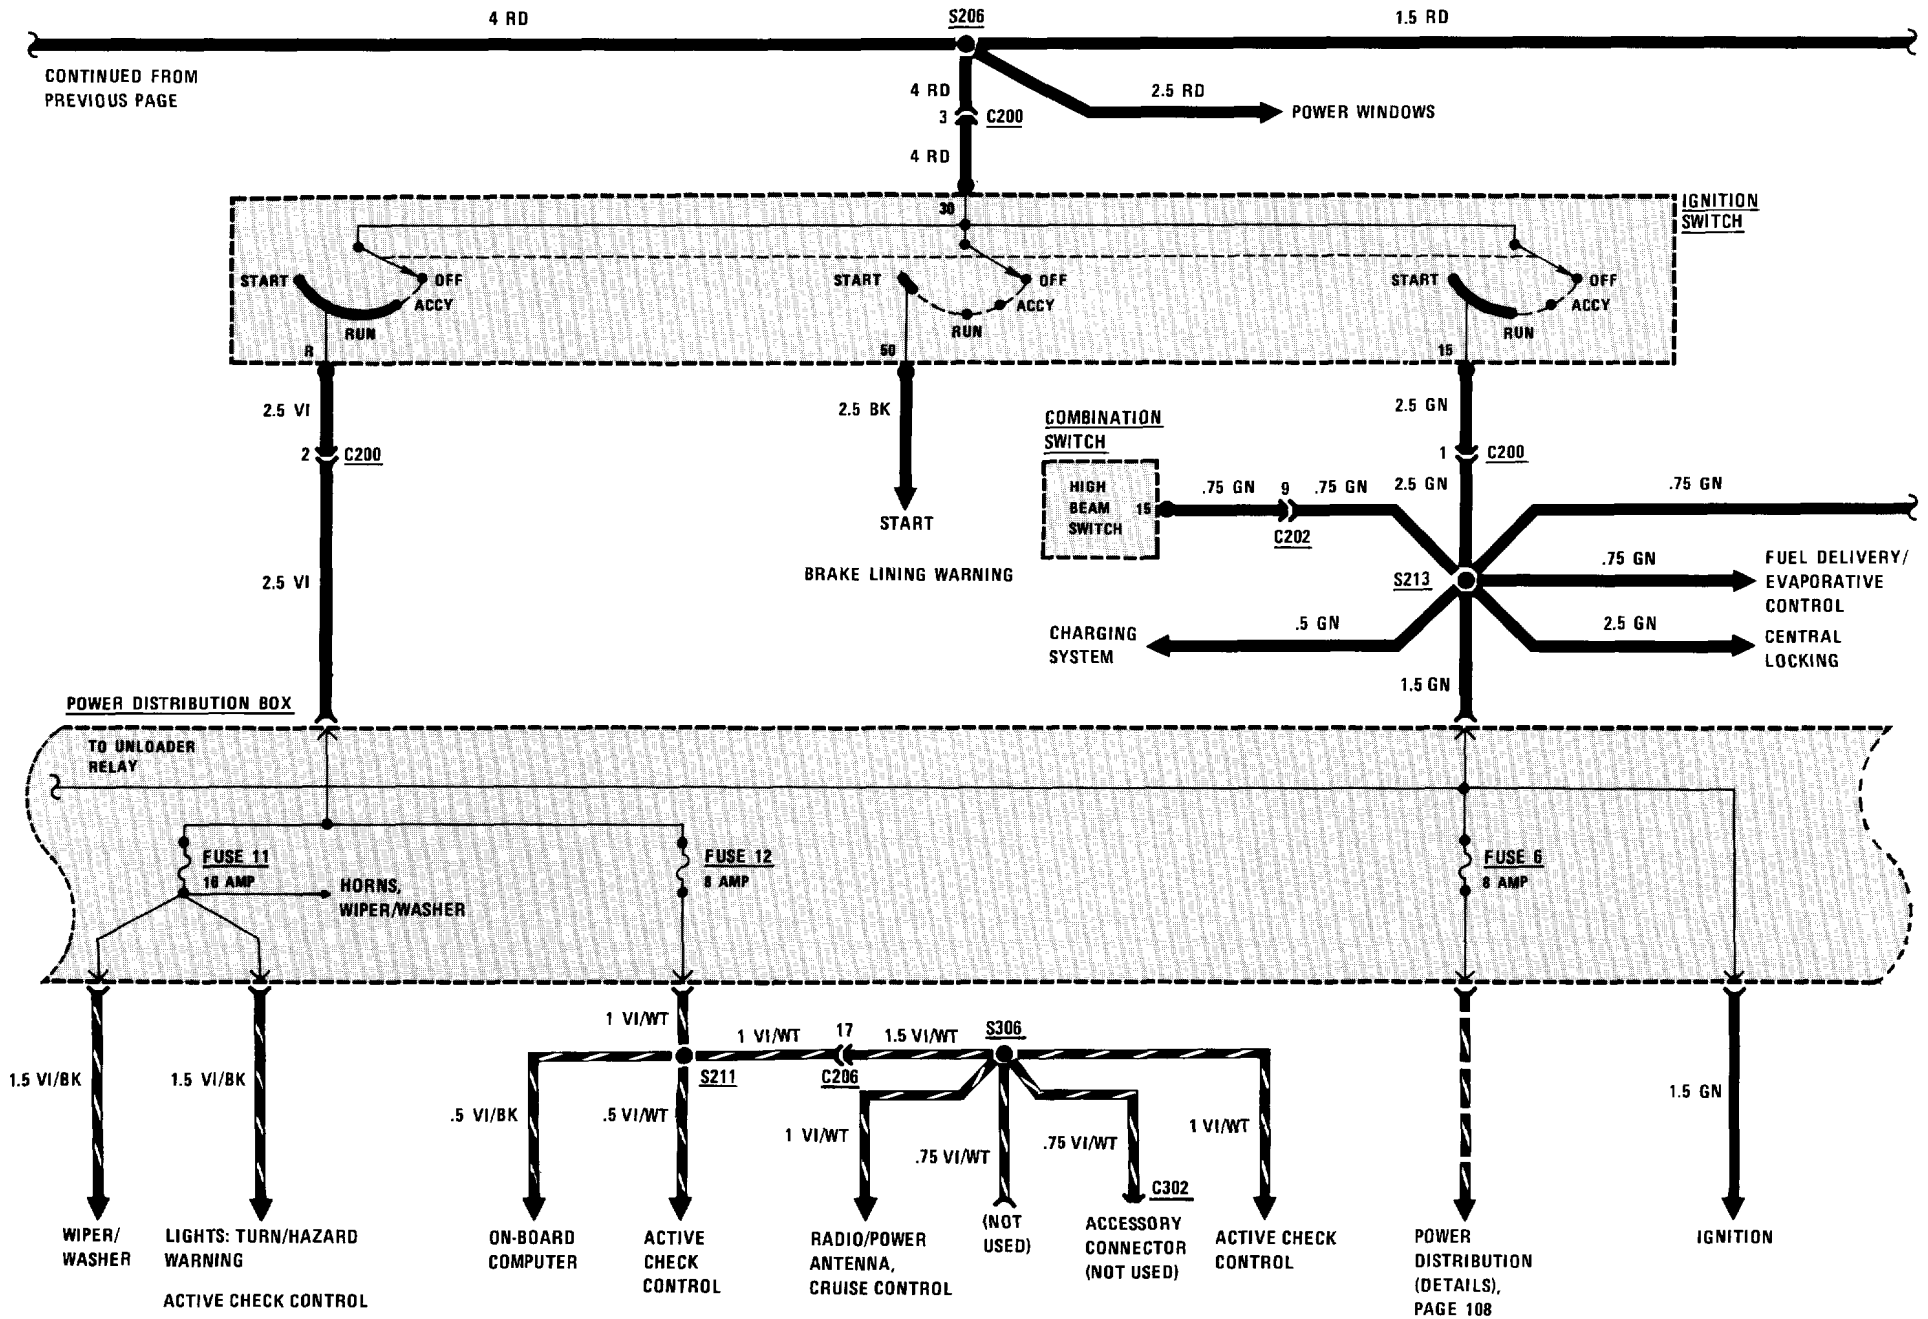 4 RD
S206
1.5 RD
CONTINUED FROM
PREVIOUS PAGE
4 RD
2.5 RD
POWER WINDOWS
3
C200
4 RD
IGNITION
SWITCH
30
START
OFF
ACCY
RUN
START
OFF
ACCY
RUN
START
OFF
ACCY
RUN
R
50
15
2.5 VI
2.5 BK
2.5 GN
COMBINATION
SWITCH
2
C200
1
C200
HIGH
BEAM
SWITCH
15
.75 GN
9
.75 GN
2.5 GN
.75 GN
C202
START
BRAKE LINING WARNING
2.5 VI
S213
.75 GN
FUEL DELIVERY/
EVAPORATIVE
CONTROL
CHARGING
SYSTEM
.5 GN
2.5 GN
CENTRAL
LOCKING
1.5 GN
POWER DISTRIBUTION BOX
TO UNLOADER
RELAY
FUSE 11
16 AMP
HORNS,
WIPER/WASHER
FUSE 12
8 AMP
FUSE 6
8 AMP
1 VI/WT
1 VI/WT
17
1.5 VI/WT
S306
S211
C206
1.5 VI/BK
1.5 VI/BK
.5 VI/BK
.5 VI/WT
1 VI/WT
.75 VI/WT
.75 VI/WT
1 VI/WT
1.5 GN
C302
WIPER/
WASHER
LIGHTS: TURN/HAZARD
WARNING
ACTIVE CHECK CONTROL
ON-BOARD
COMPUTER
ACTIVE
CHECK
CONTROL
RADIO/POWER
ANTENNA,
CRUISE CONTROL
(NOT
USED)
ACCESSORY
CONNECTOR
(NOT USED)
ACTIVE CHECK
CONTROL
POWER
DISTRIBUTION
(DETAILS),
PAGE 108
IGNITION